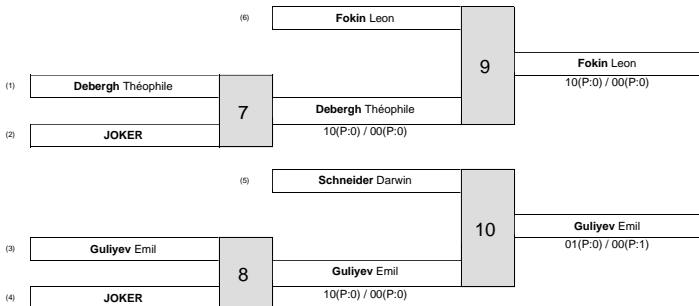 (6) Fokin Leon
9
Fokin Leon
10(P:0) / 00(P:0)
(1) Debergh Théophile
7
Debergh Théophile
10(P:0) / 00(P:0)
(2) JOKER
(5) Schneider Darwin
10
Guliyev Emil
01(P:0) / 00(P:1)
(3) Guliyev Emil
8
Guliyev Emil
10(P:0) / 00(P:0)
(4) JOKER